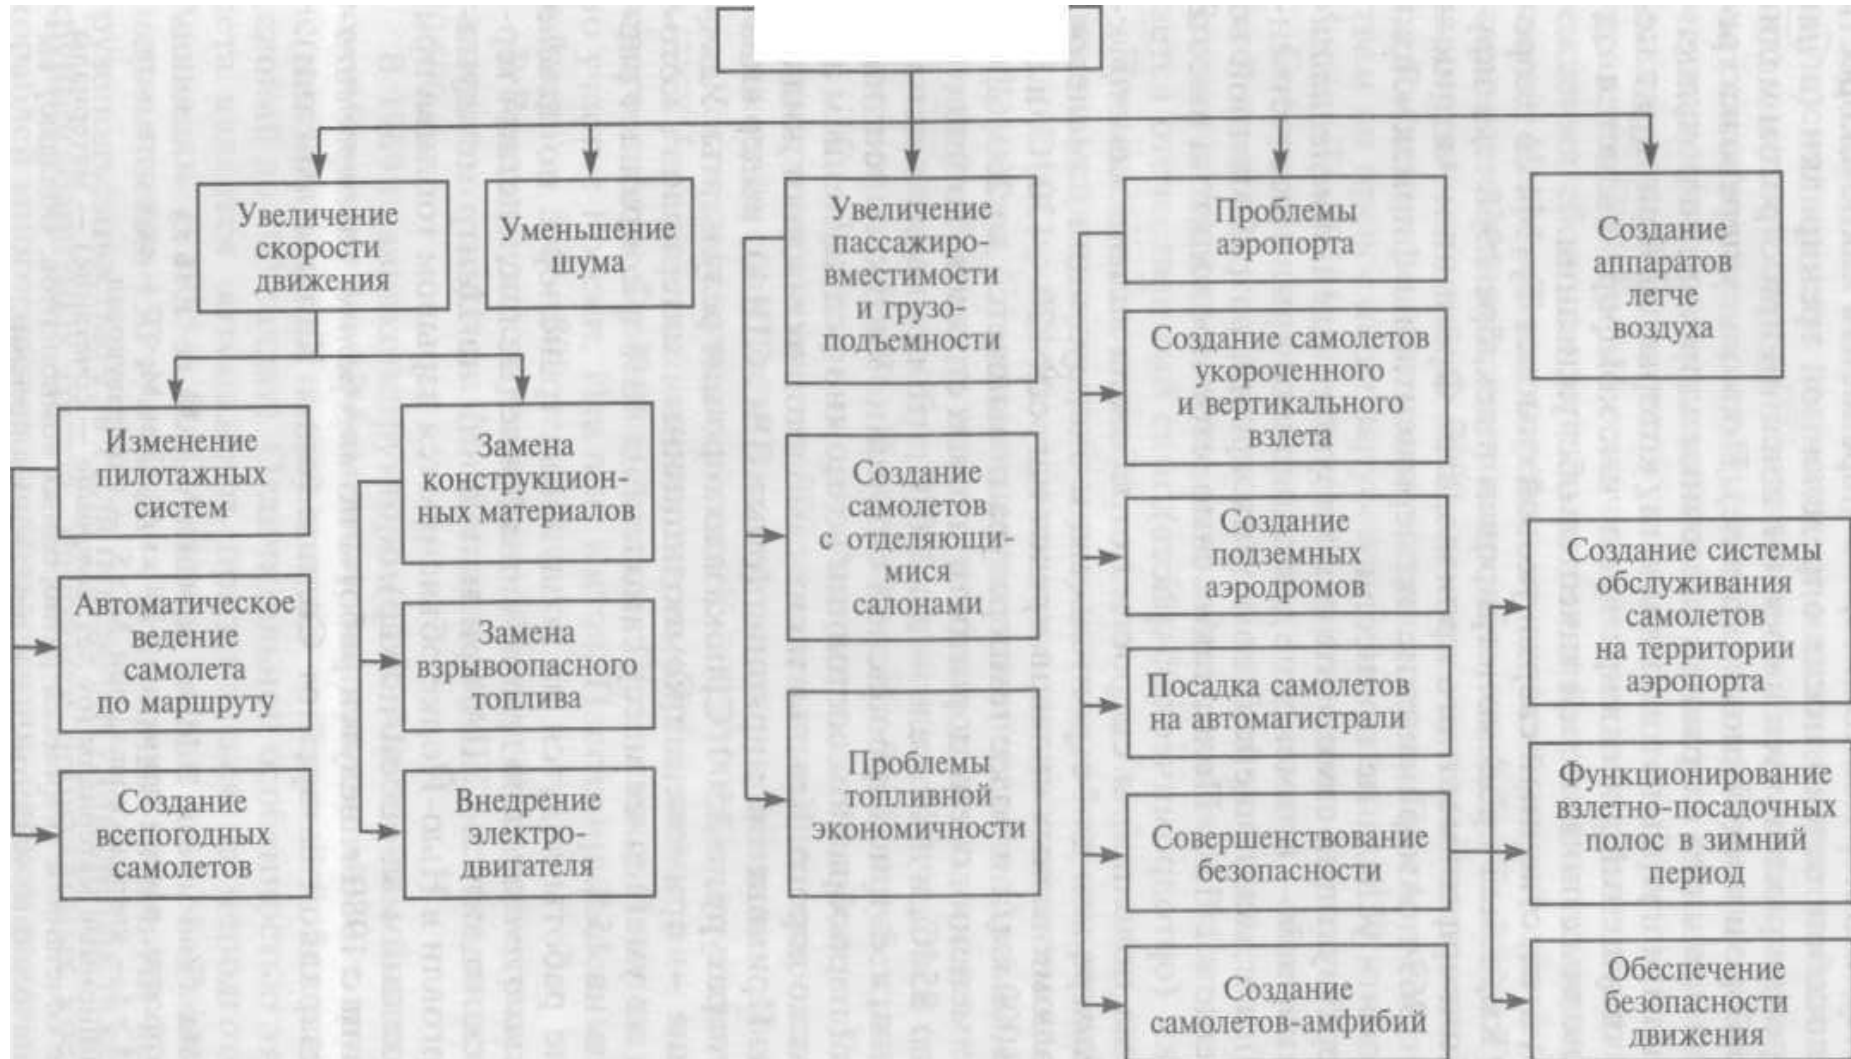 Увеличение
скорости
движения
Уменьшение
шума
Увеличение
пассажиро-
вместимости
и грузо-
подъемности
Проблемы
аэропорта
Создание
аппаратов
легче
воздуха
Изменение
пилотажных
систем
Автоматическое
ведение
самолета
по маршруту
Создание
всепогодных
самолетов
Замена
конструкцион-
ных материалов
Замена
взрывоопасного
топлива
Внедрение
электро-
двигателя
Создание
самолетов
с отделяющи-
мися
салонами
Проблемы
топливной
экономичности
Создание самолетов
укороченного
и вертикального
взлета
Создание
подземных
аэродромов
Посадка самолетов
на автомагистрали
Совершенствование
безопасности
Создание
самолетов-амфибий
Создание системы
обслуживания
самолетов
на территории
аэропорта
Функционирование
взлетно-посадочных
полос в зимний
период
Обеспечение
безопасности
движения